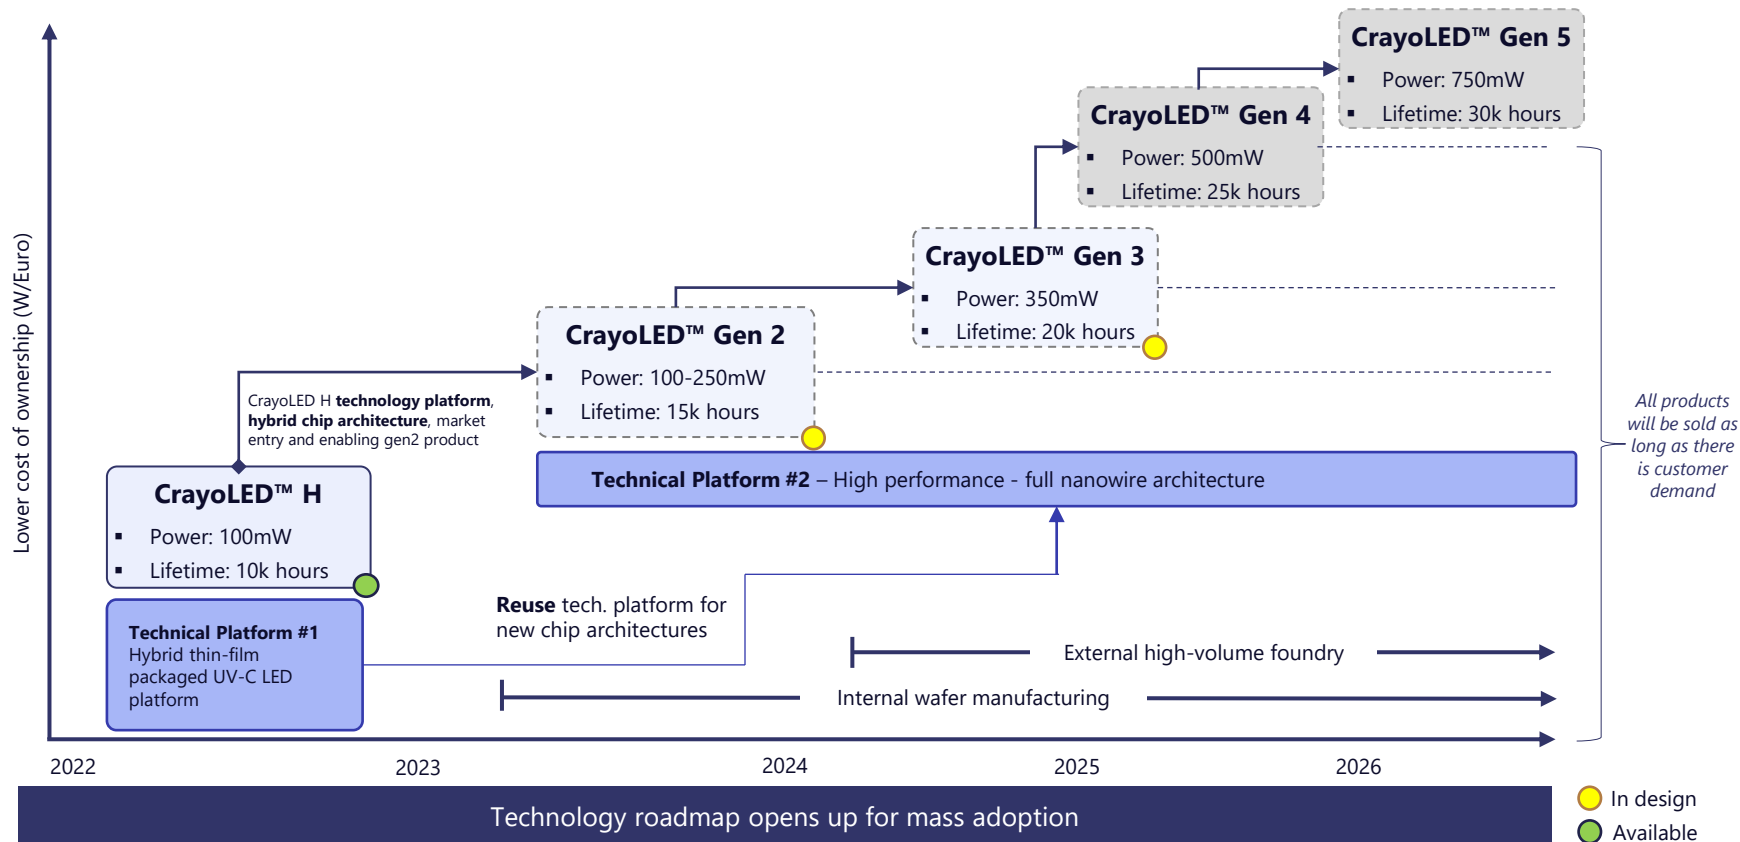 CrayoLED™ Gen 5
▪ Power: 750mW
▪ Lifetime: 30k hours
CrayoLED™ Gen 4
▪ Power: 500mW
▪ Lifetime: 25k hours
CrayoLED™ Gen 3
▪ Power: 350mW
▪ Lifetime: 20k hours
CrayoLED™ Gen 2
▪ Power: 100-250mW
▪ Lifetime: 15k hours
CrayoLED H technology platform,
hybrid chip architecture, market
entry and enabling gen2 product
CrayoLED™ H
▪ Power: 100mW
▪ Lifetime: 10k hours
Technical Platform #2 – High performance - full nanowire architecture
Technical Platform #1
Hybrid thin-film
packaged UV-C LED
platform
Reuse tech. platform for
new chip architectures
External high-volume foundry
Internal wafer manufacturing
All products
will be sold as
long as there
is customer
demand
Lower cost of ownership (W/Euro)
2022
2023
2024
2025
2026
Technology roadmap opens up for mass adoption
In design
Available